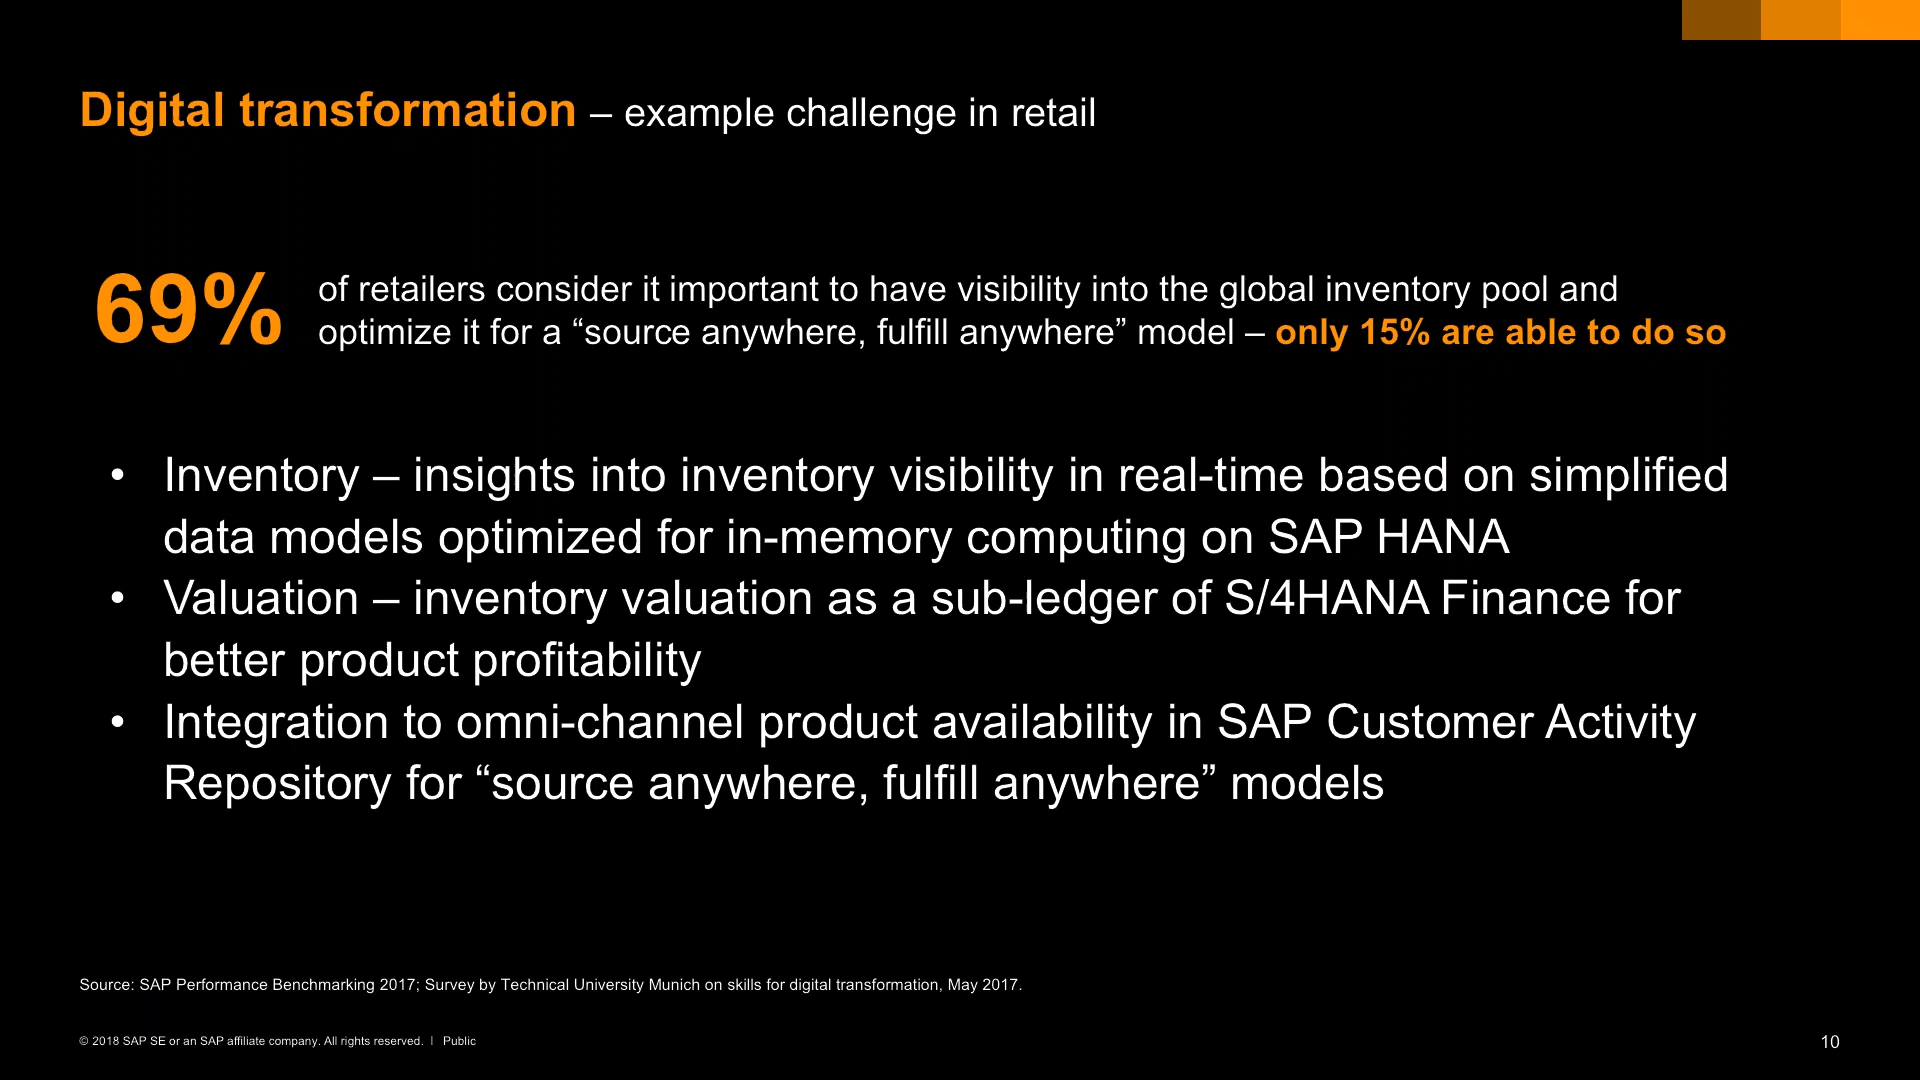 Digital transformation – example challenge in retail
69%
of retailers consider it important to have visibility into the global inventory pool and
optimize it for a “source anywhere, fulfill anywhere” model – only 15% are able to do so
• Inventory – insights into inventory visibility in real-time based on simplified
data models optimized for in-memory computing on SAP HANA
• Valuation – inventory valuation as a sub-ledger of S/4HANA Finance for
better product profitability
• Integration to omni-channel product availability in SAP Customer Activity
Repository for “source anywhere, fulfill anywhere” models
Source: SAP Performance Benchmarking 2017; Survey by Technical University Munich on skills for digital transformation, May 2017.
© 2018 SAP SE or an SAP affiliate company. All rights reserved. | Public
10